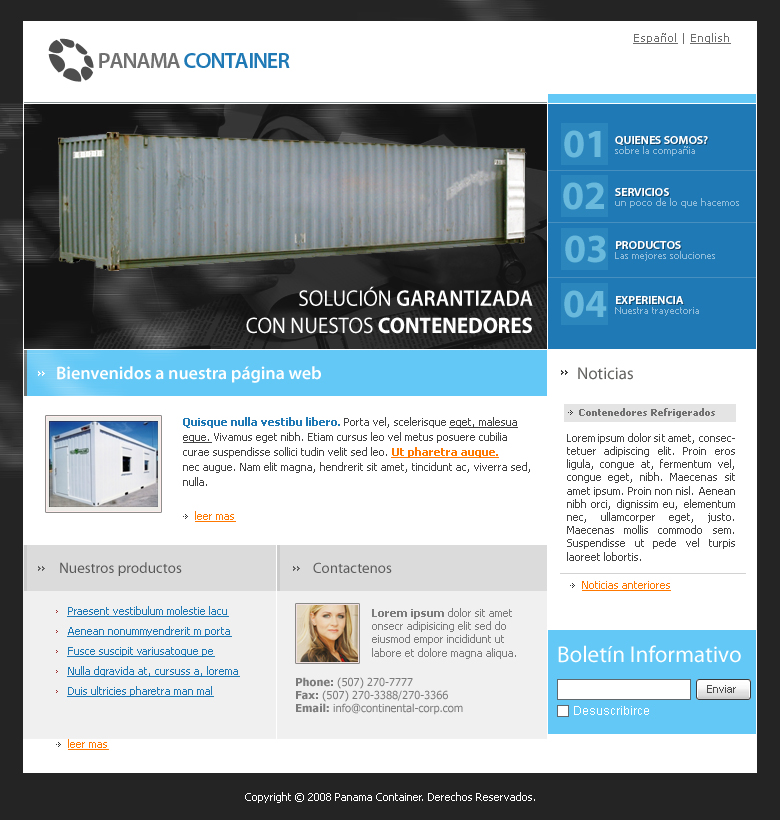 Español | English
PANAMA CONTAINER
SOLUCIÓN GARANTIZADA
CON NUESTROS CONTENEDORES
01 QUIENES SOMOS?
sobre la compañia
02 SERVICIOS
un poco de lo que hacemos
03 PRODUCTOS
Las mejores soluciones
04 EXPERIENCIA
Nuestra trayectoria
Bienvenidos a nuestra página web
Quisque nulla vestibu libero. Porta vel, scelerisque eget, malesua
egue. Vivamus eget nibh. Etiam cursus leo vel metus posuere cubilia
curae suspendisse sollici tudin velit sed leo. Ut pharetra augue.
nec augue. Nam elit magna, hendrerit sit amet, tincidunt ac, viverra sed,
nulla.
leer mas
Noticias
Contenedores Refrigerados
Lorem ipsum dolor sit amet, consec-
tetuer adipiscing elit. Proin eros
ligula, congue at, fermentum vel,
congue eget, nibh. Maecenas sit
amet ipsum. Proin non nisl. Aenean
nibh orci, dignissim eu, elementum
nec, ullamcorper eget, justo.
Maecenas mollis commodo sem.
Suspendisse ut pede vel turpis
laoreet lobortis.
Noticias anteriores
Nuestros productos
Praesent vestibulum molestie lacu
Aenean nonummyendrerit m porta
Fusce suscipit variusatoque pe
Nulla dgravida at, cursuss a, lorema
Duis ultricies pharetra man mal
leer mas
Contactenos
Lorem ipsum dolor sit amet
onsecr adipisicing elit sed do
eiusmod empor incididunt ut
labore et dolore magna aliqua.
Phone: (507) 270-7777
Fax: (507) 270-3388/270-3366
Email: info@continental-corp.com
Boletín Informativo
Enviar
Desuscribirce
Copyright © 2008 Panama Container. Derechos Reservados.